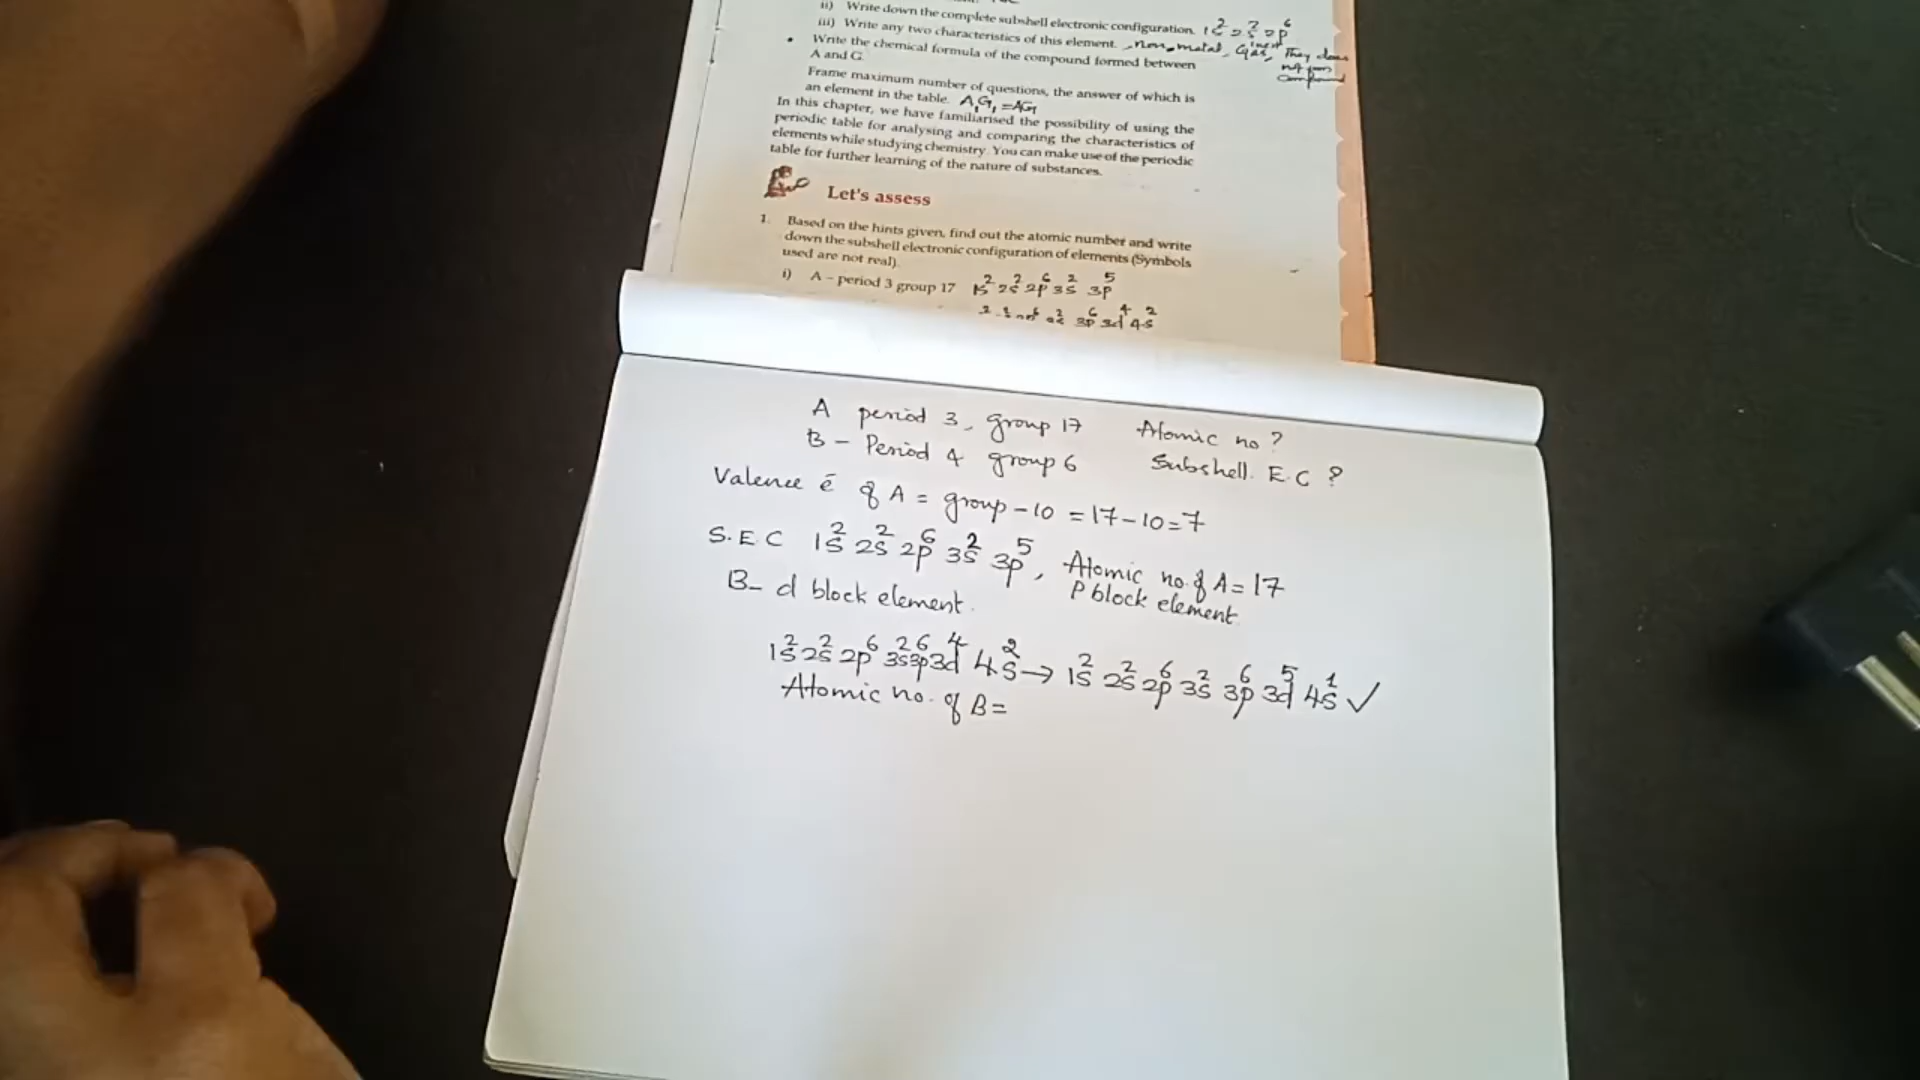 ii) Write down the complete subshell electronic configuration. 1s² 2s² 2p⁶
iii) Write any two characteristics of this element. non metal, Gas, inert They does
not form
compound
• Write the chemical formula of the compound formed between
A and G.
Frame maximum number of questions, the answer of which is
an element in the table. A₁G₁ = AG
In this chapter, we have familiarised the possibility of using the
periodic table for analysing and comparing the characteristics of
elements while studying chemistry. You can make use of the periodic
table for further learning of the nature of substances.
Let's assess
1. Based on the hints given, find out the atomic number and write
down the subshell electronic configuration of elements (Symbols
used are not real).
i) A – period 3 group 17 1s² 2s² 2p⁶ 3s² 3p⁵
3p⁶ 3d⁴ 4s²
A period 3, group 17 Atomic no ?
B – Period 4 group 6 Subshell. E.C ?
Valence ē of A = group – 10 = 17 – 10 = 7
S.E.C 1s² 2s² 2p⁶ 3s² 3p⁵, Atomic no. of A = 17
P block element.
B – d block element.
1s² 2s² 2p⁶ 3s² 3p⁶ 3d⁴ 4s² → 1s² 2s² 2p⁶ 3s² 3p⁶ 3d⁵ 4s¹ ✓
Atomic no. of B =